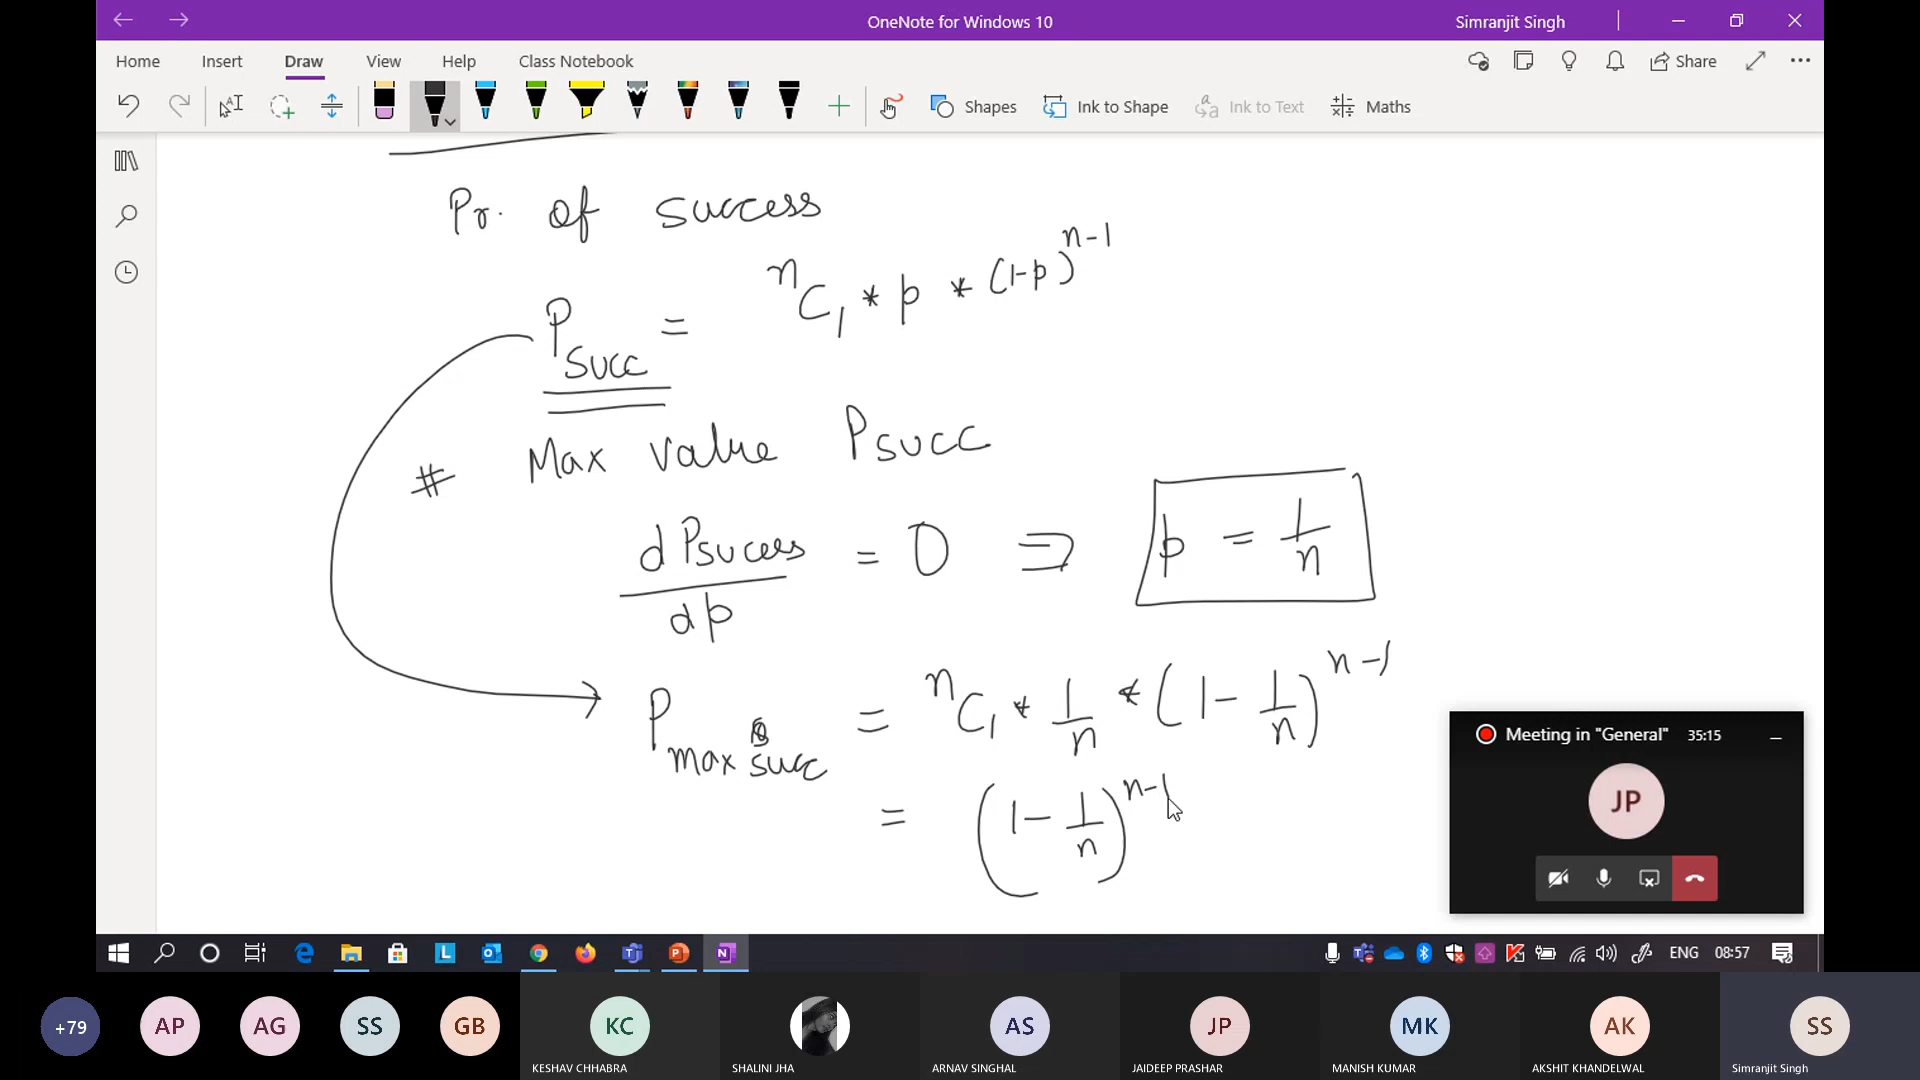 OneNote for Windows 10
Simranjit Singh
Home Insert Draw View Help Class Notebook
Share
Shapes Ink to Shape Ink to Text Maths
Pr. of success
P succ = ⁿC₁ * p * (1-p)ⁿ⁻¹
# Max value Psucc
dPsucess/dp = 0 ⇒ p = 1/n
P max succ = ⁿC₁ * 1/n * (1 - 1/n)ⁿ⁻¹
= (1 - 1/n)ⁿ⁻¹
Meeting in "General" 35:15
JP
ENG 08:57
+79 AP AG SS GB KC AS JP MK AK SS
KESHAV CHHABRA SHALINI JHA ARNAV SINGHAL JAIDEEP PRASHAR MANISH KUMAR AKSHIT KHANDELWAL Simranjit Singh